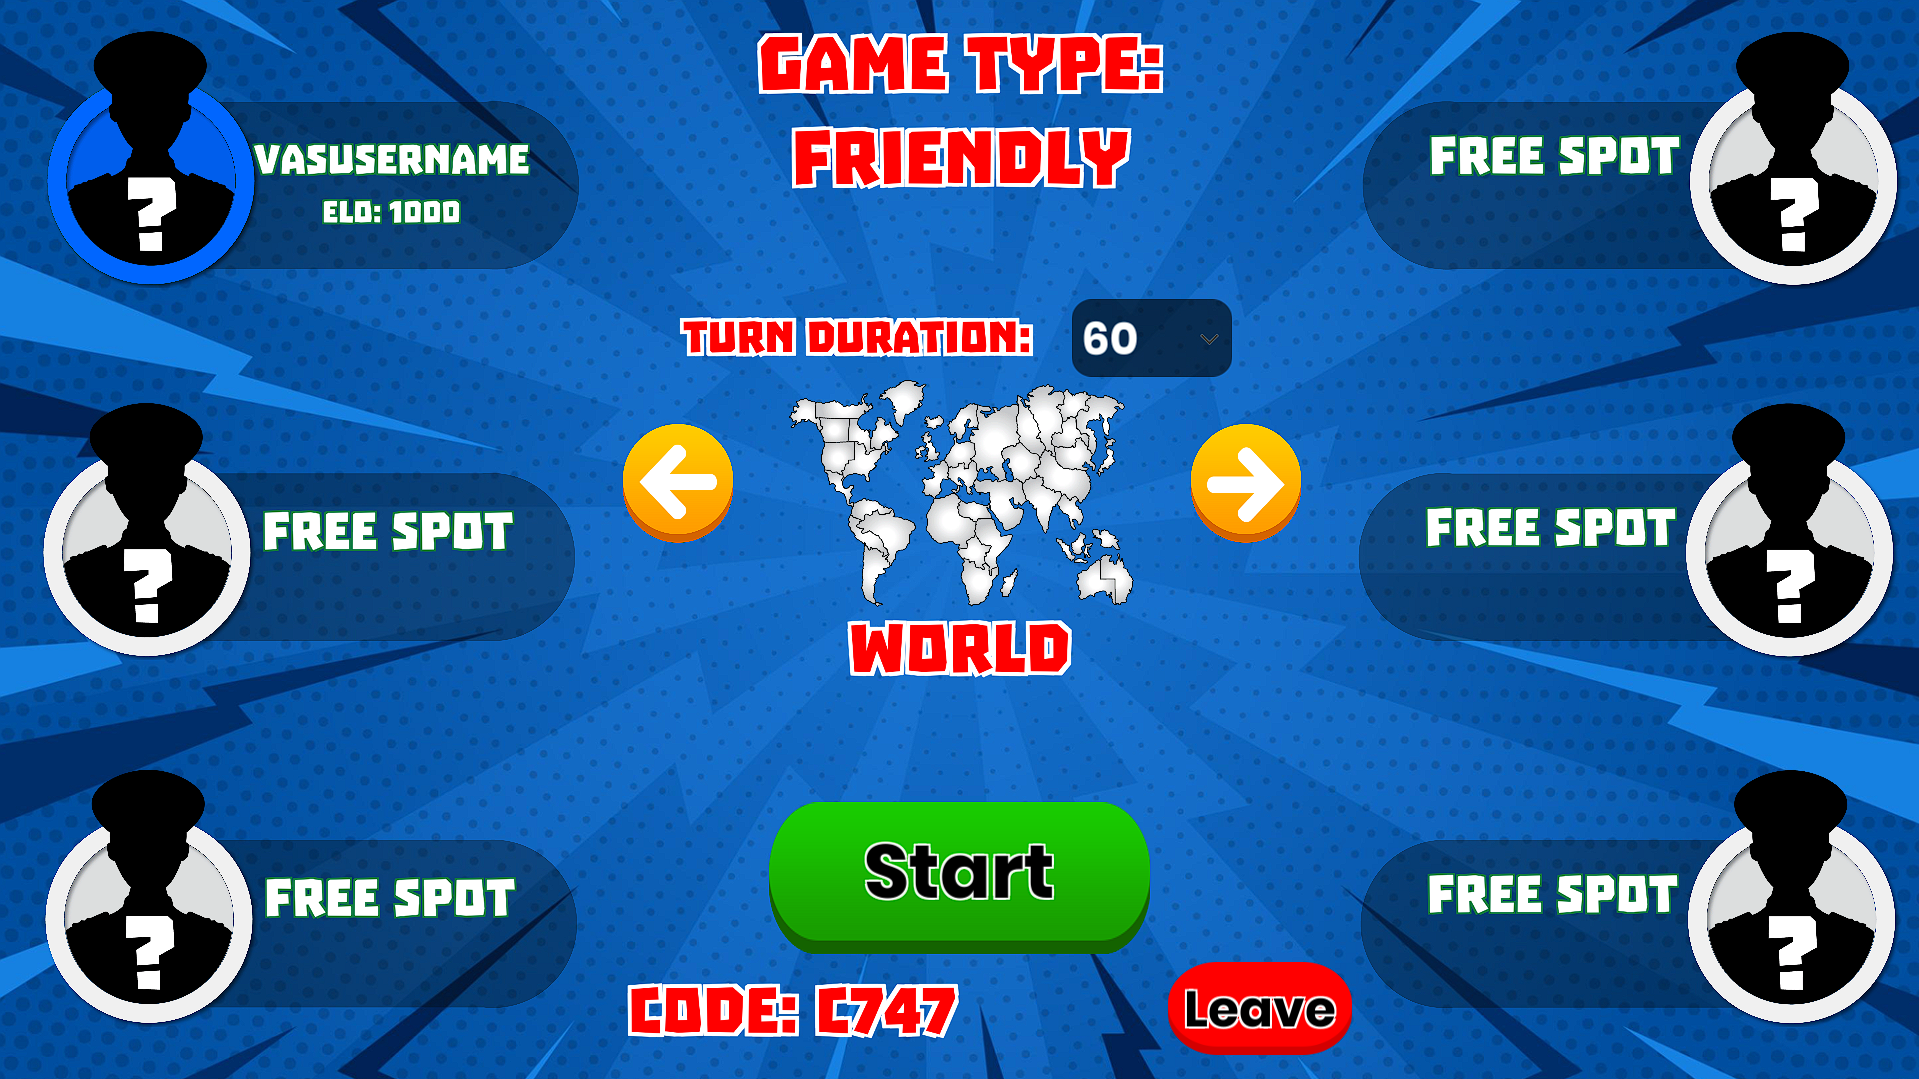 GAME TYPE:
FRIENDLY
VASUSERNAME
ELO: 1000
?
FREE SPOT
?
TURN DURATION:
60
FREE SPOT
?
FREE SPOT
?
WORLD
FREE SPOT
?
Start
FREE SPOT
?
CODE: C747
Leave